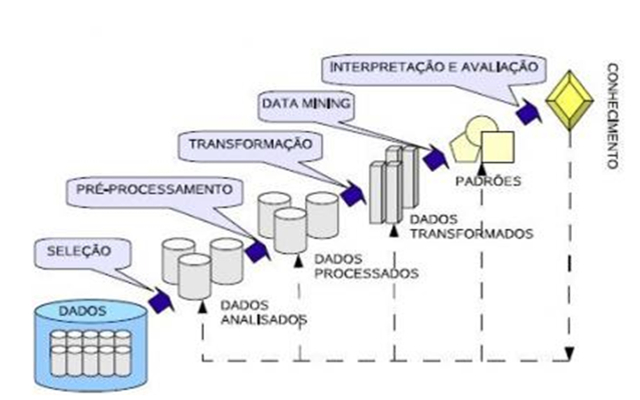 INTERPRETAÇÃO E AVALIAÇÃO
CONHECIMENTO
DATA MINING
TRANSFORMAÇÃO
PADRÕES
PRÉ-PROCESSAMENTO
DADOS
TRANSFORMADOS
SELEÇÃO
DADOS
PROCESSADOS
DADOS
ANALISADOS
DADOS